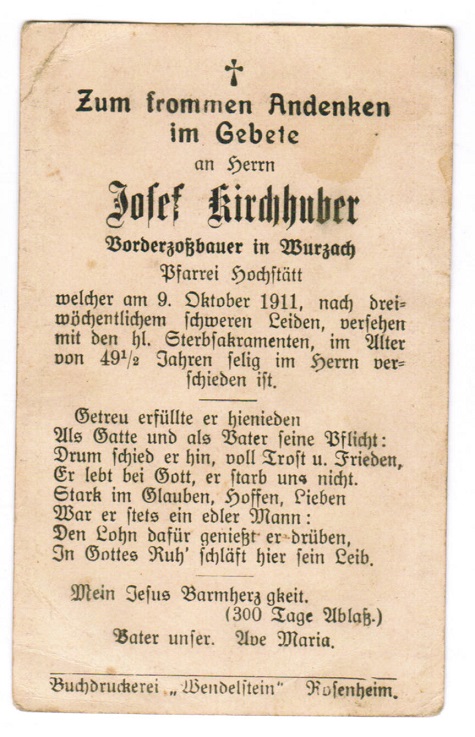 Zum frommen Andenken
im Gebete
an Herrn
Josef Kirchhuber
Vorderzoßbauer in Wurzach
Pfarrei Hochstätt
welcher am 9. Oktober 1911, nach drei=
wöchentlichem schweren Leiden, versehen
mit den hl. Sterbsakramenten, im Alter
von 49½ Jahren selig im Herrn ver=
schieden ist.
Getreu erfüllte er hienieden
Als Gatte und als Vater seine Pflicht:
Drum schied er hin, voll Trost u. Frieden,
Er lebt bei Gott, er starb uns nicht.
Stark im Glauben, Hoffen, Lieben
War er stets ein edler Mann:
Den Lohn dafür genießt er drüben,
In Gottes Ruh' schläft hier sein Leib.
Mein Jesus Barmherz gkeit.
(300 Tage Ablaß.)
Vater unser. Ave Maria.
Buchdruckerei „Wendelstein" Rosenheim.